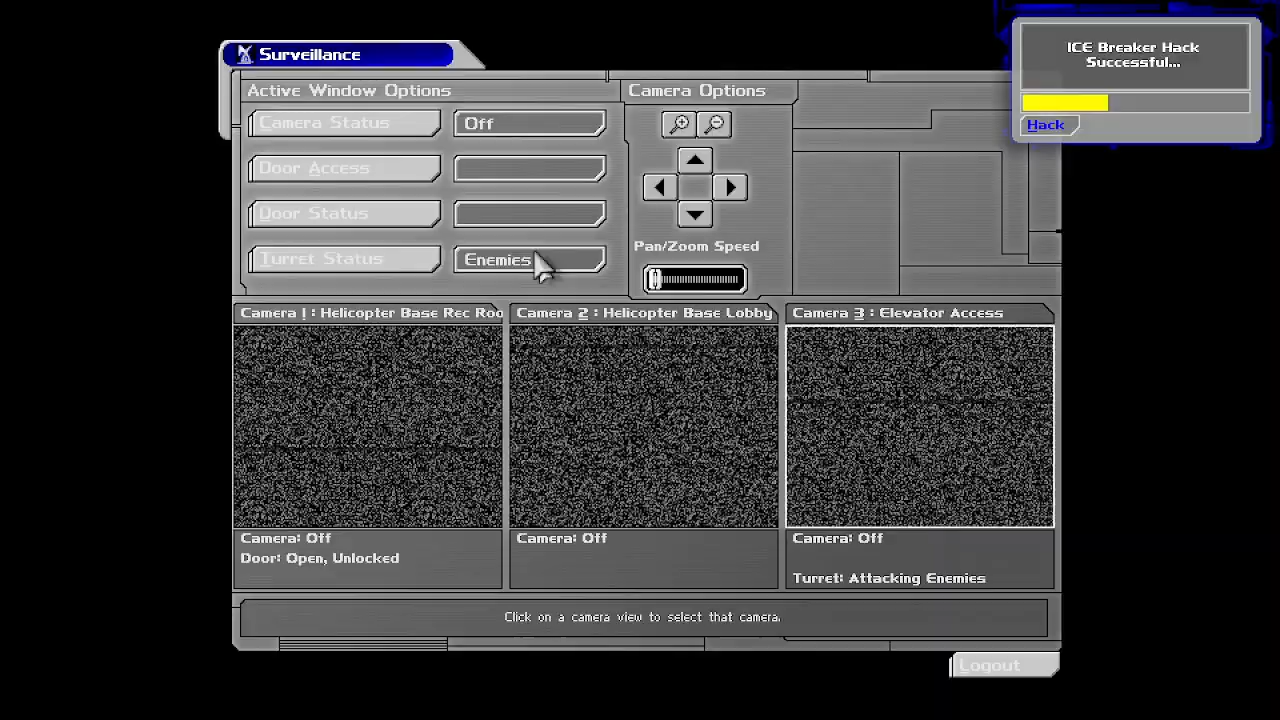 Surveillance
ICE Breaker Hack
Successful...
Hack
Active Window Options
Camera Options
Camera Status
Off
Door Access
Door Status
Turret Status
Enemies
Pan/Zoom Speed
Camera 1 : Helicopter Base Rec Roo
Camera 2 : Helicopter Base Lobby
Camera 3 : Elevator Access
Camera: Off
Door: Open, Unlocked
Camera: Off
Camera: Off
Turret: Attacking Enemies
Click on a camera view to select that camera.
Logout